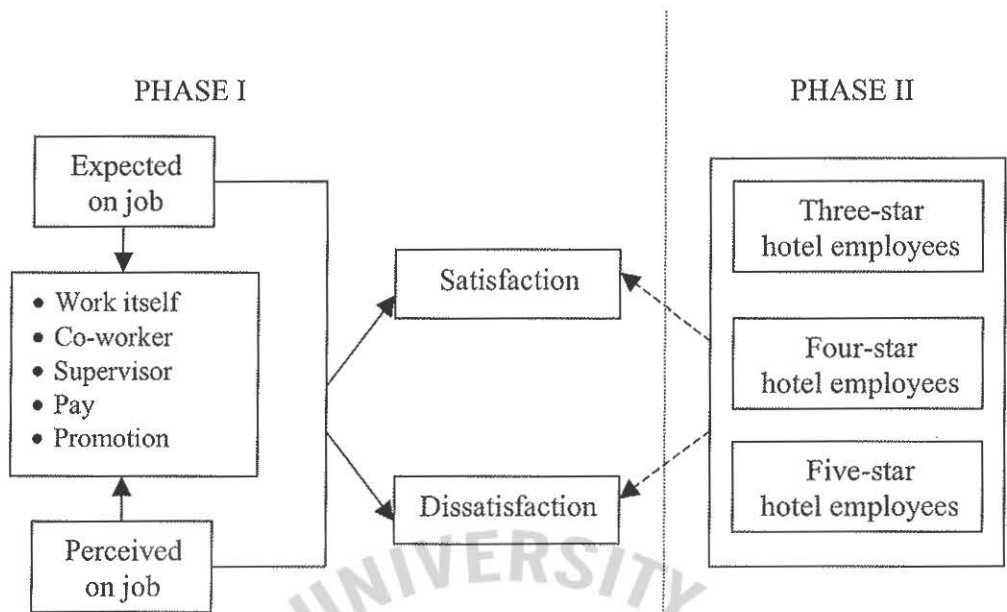 PHASE I
PHASE II
Expected
on job
• Work itself
• Co-worker
• Supervisor
• Pay
• Promotion
Perceived
on job
Satisfaction
Dissatisfaction
Three-star
hotel employees
Four-star
hotel employees
Five-star
hotel employees
UNIVERSITY